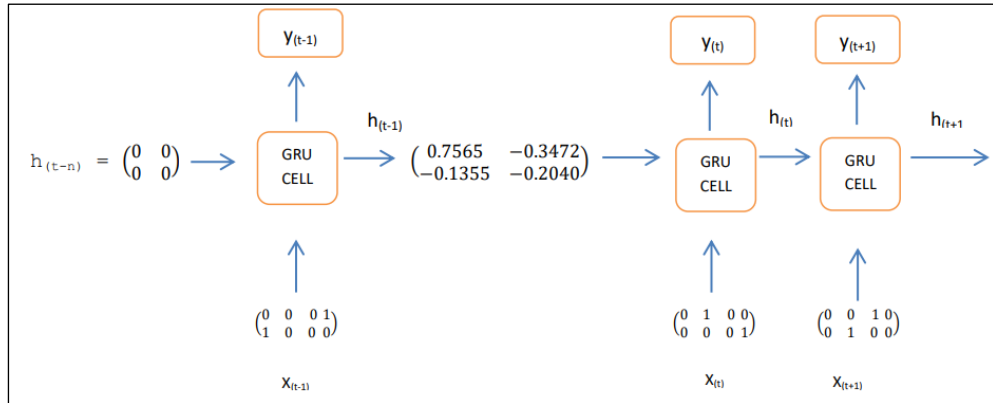 y(t-1) y(t) y(t+1)
h(t-1) h(t) h(t+1
h(t-n) = (0 0
0 0)
GRU
CELL
(0.7565 −0.3472
−0.1355 −0.2040)
GRU
CELL
GRU
CELL
(0 0 0 1
1 0 0 0)
(0 1 0 0
0 0 0 1)
(0 0 1 0
0 1 0 0)
X(t-1) X(t) X(t+1)